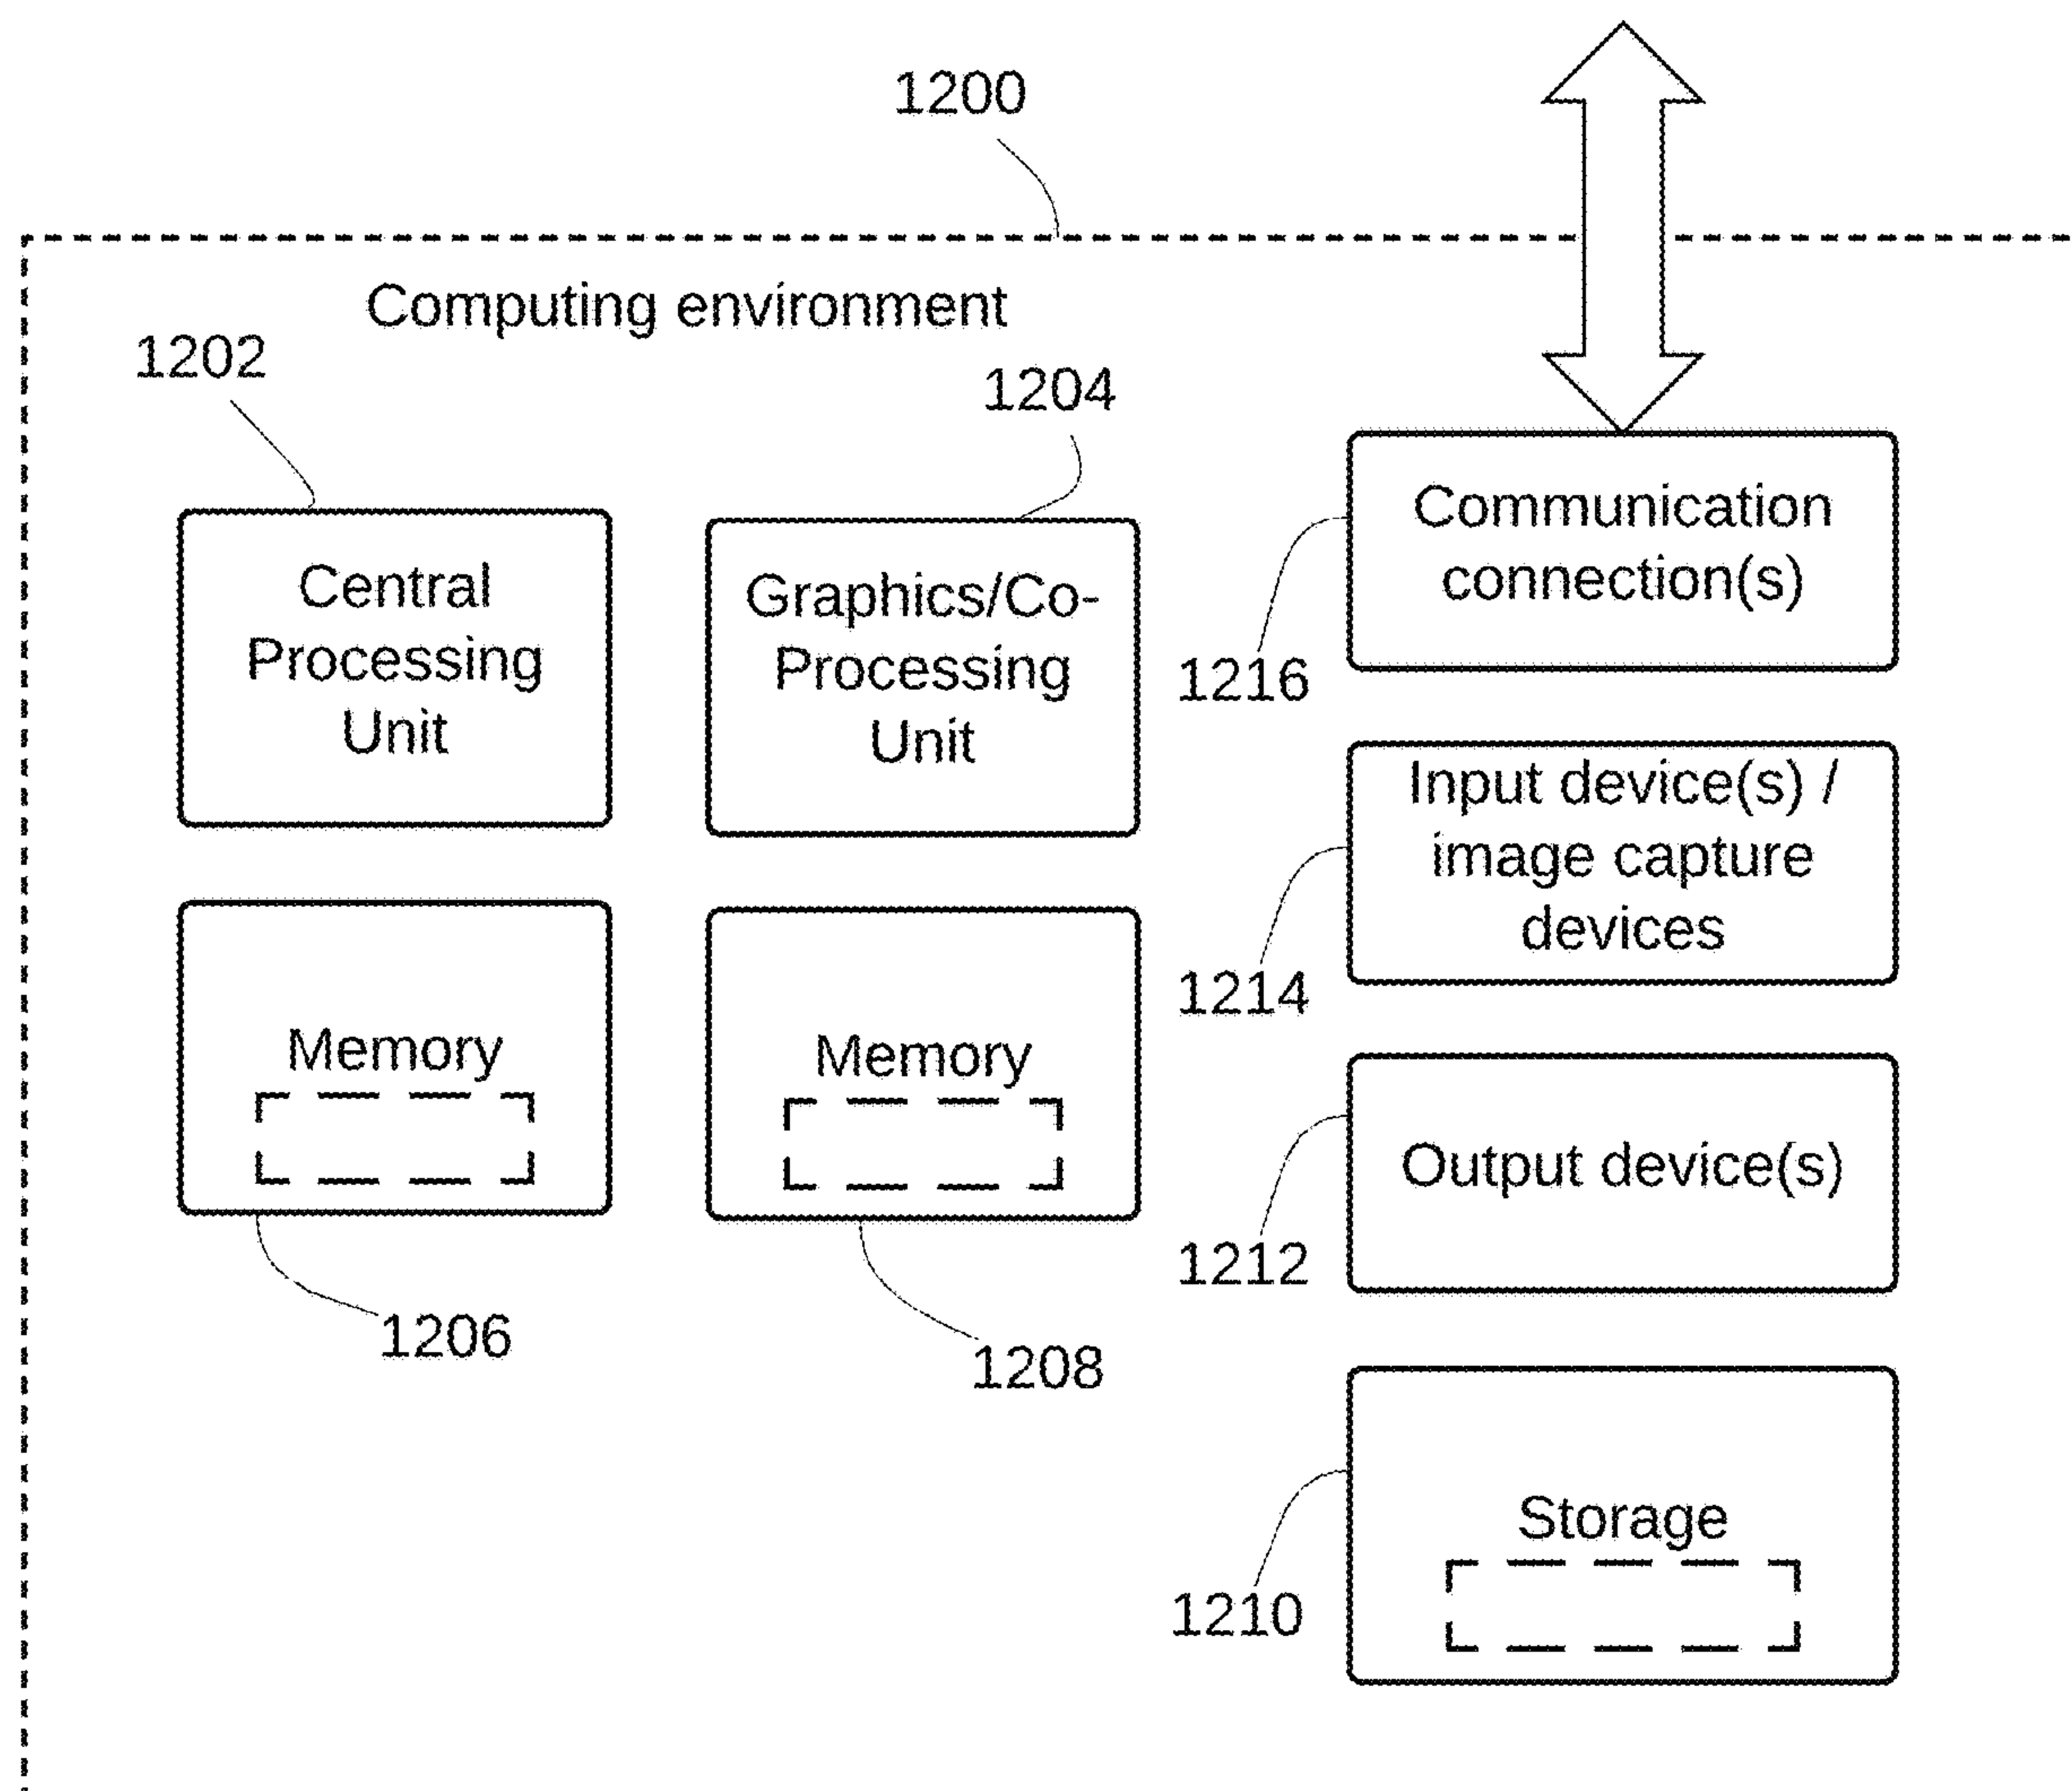 1200
Computing environment
1202
1204
Central
Processing
Unit
Graphics/Co-
Processing
Unit
Communication
connection(s)
1216
Input device(s) /
image capture
devices
1214
Memory
Memory
Output device(s)
1212
1206
1208
Storage
1210